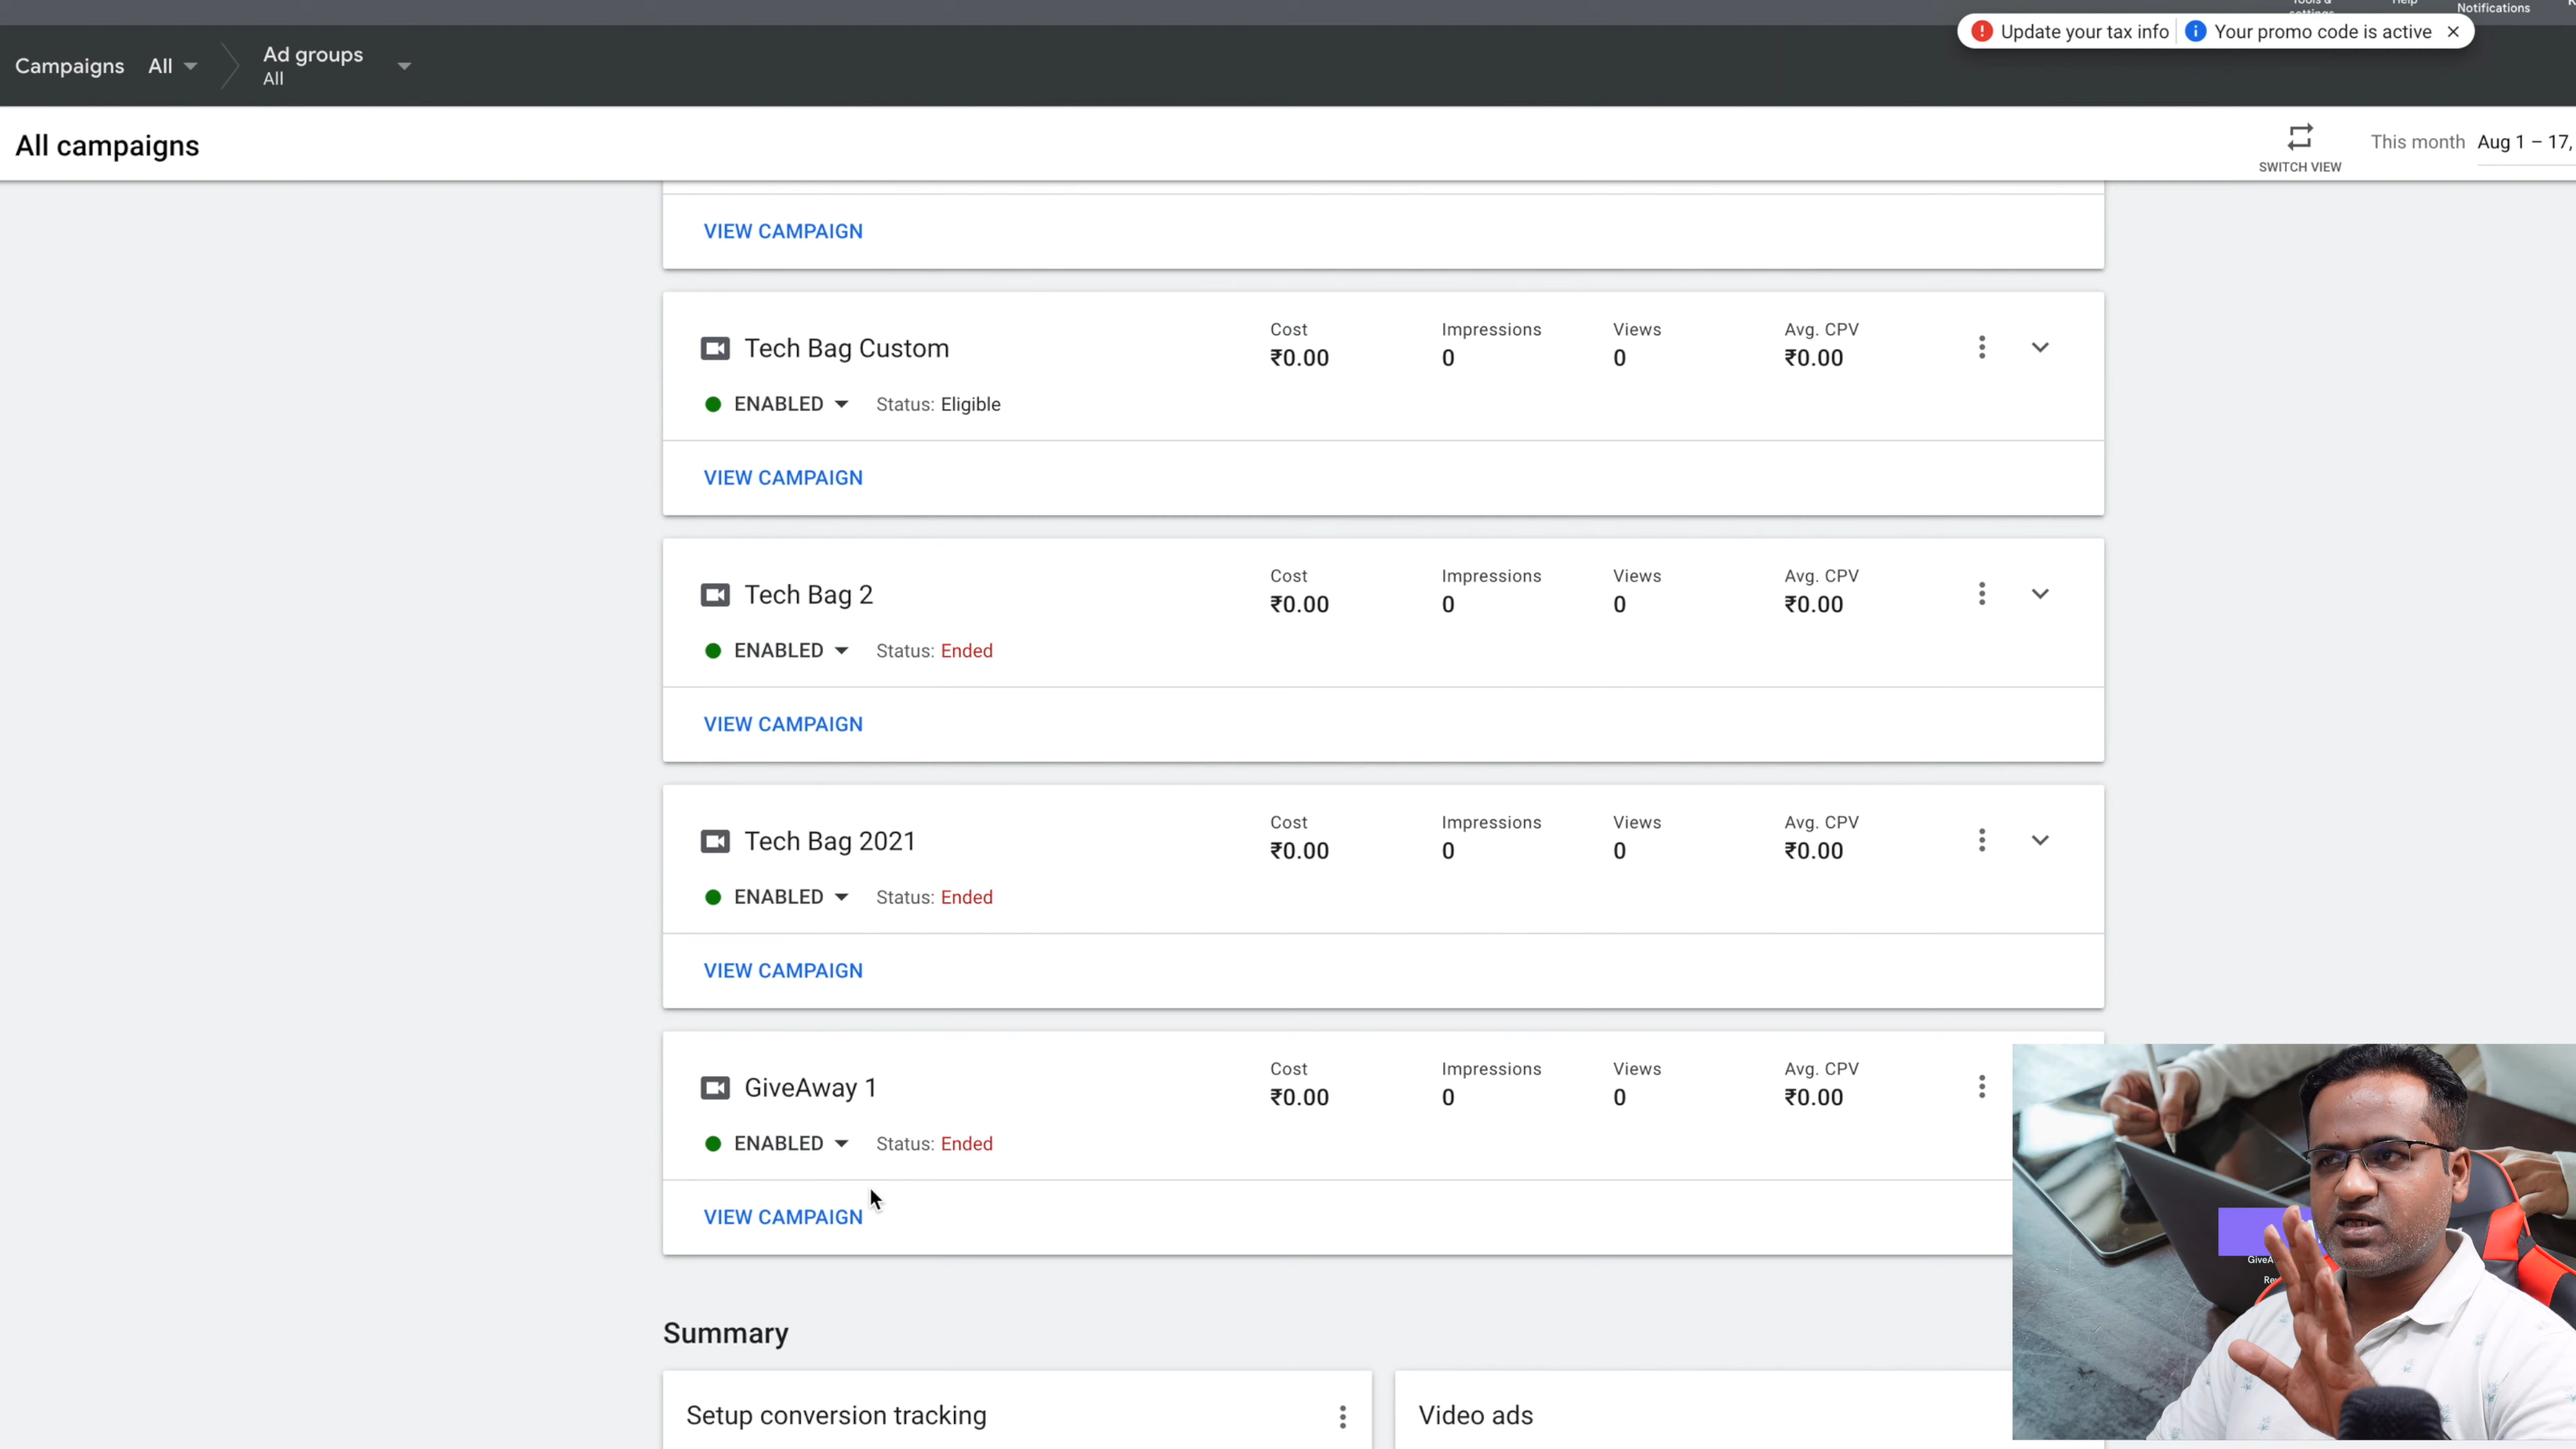 Notifications
Update your tax info
Your promo code is active
Campaigns All
Ad groups
All
All campaigns
SWITCH VIEW
This month Aug 1 – 17,
VIEW CAMPAIGN
Tech Bag Custom
Cost Impressions Views Avg. CPV
₹0.00 0 0 ₹0.00
ENABLED Status: Eligible
VIEW CAMPAIGN
Tech Bag 2
Cost Impressions Views Avg. CPV
₹0.00 0 0 ₹0.00
ENABLED Status: Ended
VIEW CAMPAIGN
Tech Bag 2021
Cost Impressions Views Avg. CPV
₹0.00 0 0 ₹0.00
ENABLED Status: Ended
VIEW CAMPAIGN
GiveAway 1
Cost Impressions Views Avg. CPV
₹0.00 0 0 ₹0.00
ENABLED Status: Ended
VIEW CAMPAIGN
Summary
Setup conversion tracking
Video ads